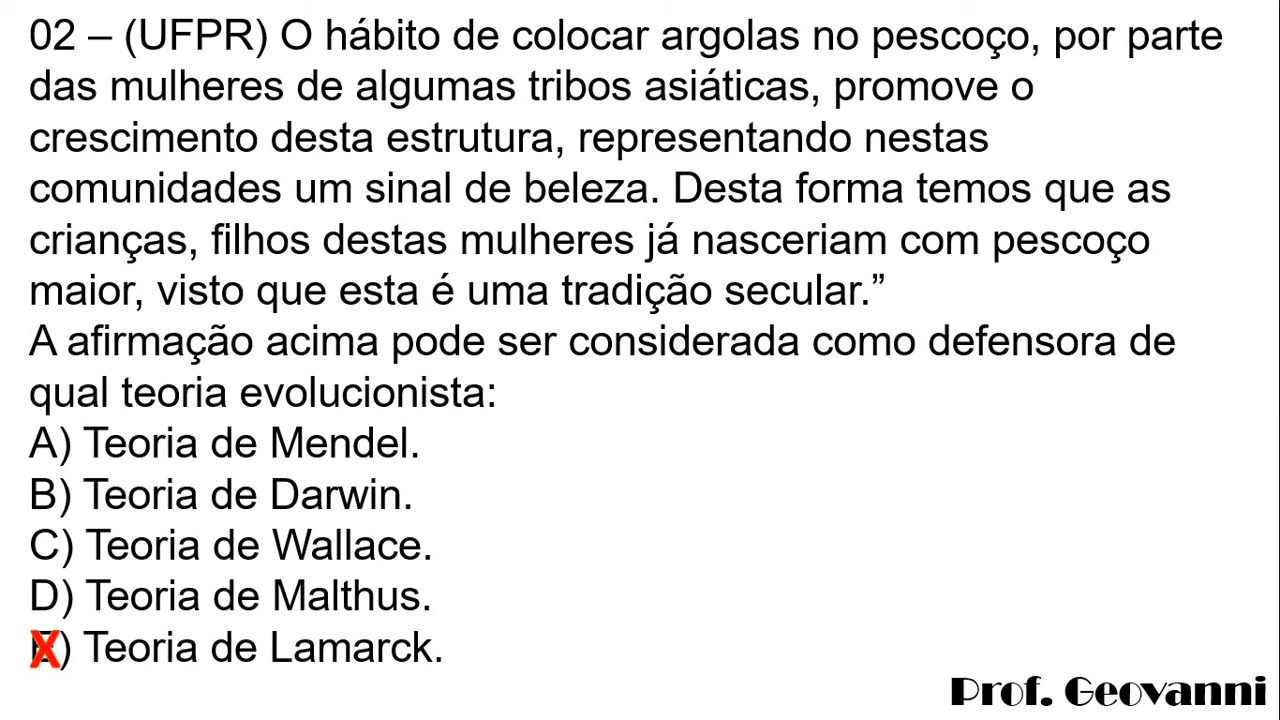 02 – (UFPR) O hábito de colocar argolas no pescoço, por parte
das mulheres de algumas tribos asiáticas, promove o
crescimento desta estrutura, representando nestas
comunidades um sinal de beleza. Desta forma temos que as
crianças, filhos destas mulheres já nasceriam com pescoço
maior, visto que esta é uma tradição secular.”
A afirmação acima pode ser considerada como defensora de
qual teoria evolucionista:
A) Teoria de Mendel.
B) Teoria de Darwin.
C) Teoria de Wallace.
D) Teoria de Malthus.
X) Teoria de Lamarck.
Prof. Geovanni